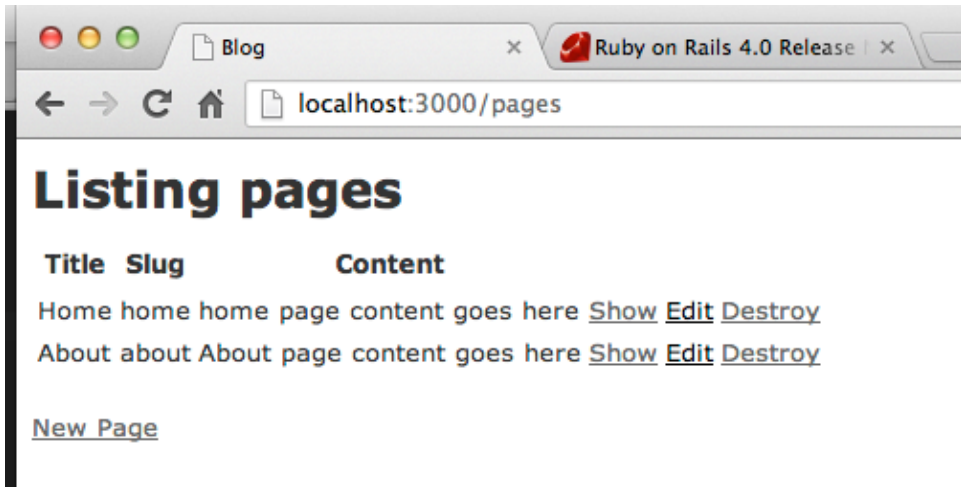 Blog
Ruby on Rails 4.0 Release
localhost:3000/pages
Listing pages
Title Slug Content
Home home home page content goes here Show Edit Destroy
About about About page content goes here Show Edit Destroy
New Page